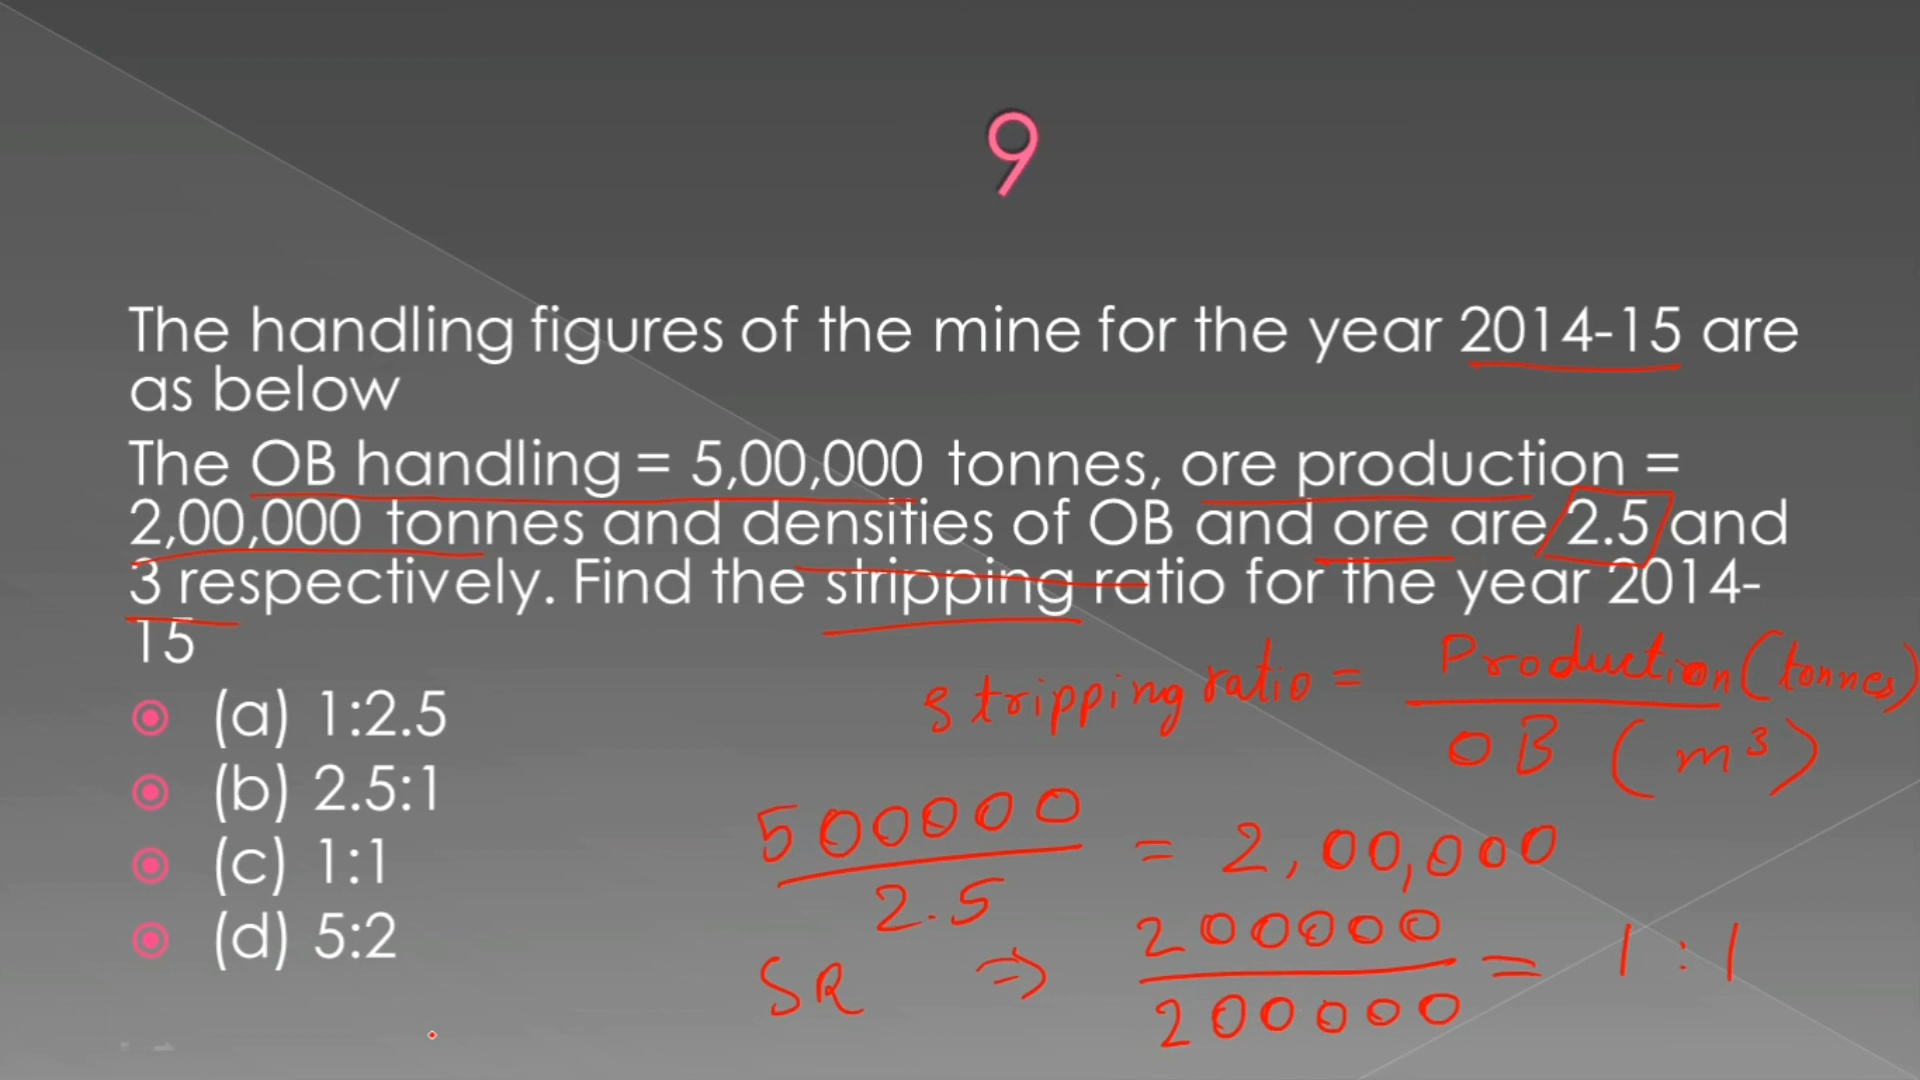 9
The handling figures of the mine for the year 2014-15 are
as below
The OB handling = 5,00,000 tonnes, ore production =
2,00,000 tonnes and densities of OB and ore are 2.5 and
3 respectively. Find the stripping ratio for the year 2014-
15
(a) 1:2.5
(b) 2.5:1
(c) 1:1
(d) 5:2
stripping ratio = Production (tonnes)
OB (m³)
500000
2.5
= 2,00,000
SR ⇒
200000
200000
= 1:1